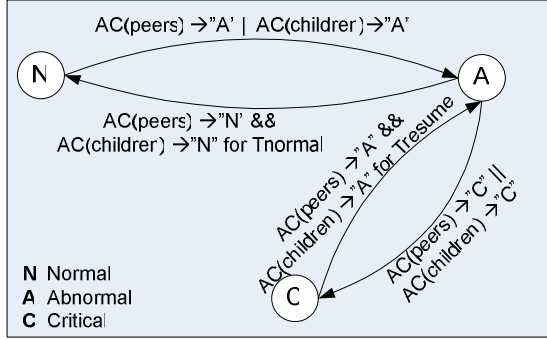 AC(peers) →"A' | AC(childrer)→"A'
N
A
AC(peers) →"N' &&
AC(childrer) →"N" for Tnormal
AC(peers) →"A" &&
AC(children) →"A" for Tresume
AC(peers) →"C" ||
AC(children) →"C"
C
N Normal
A Abnormal
C Critical